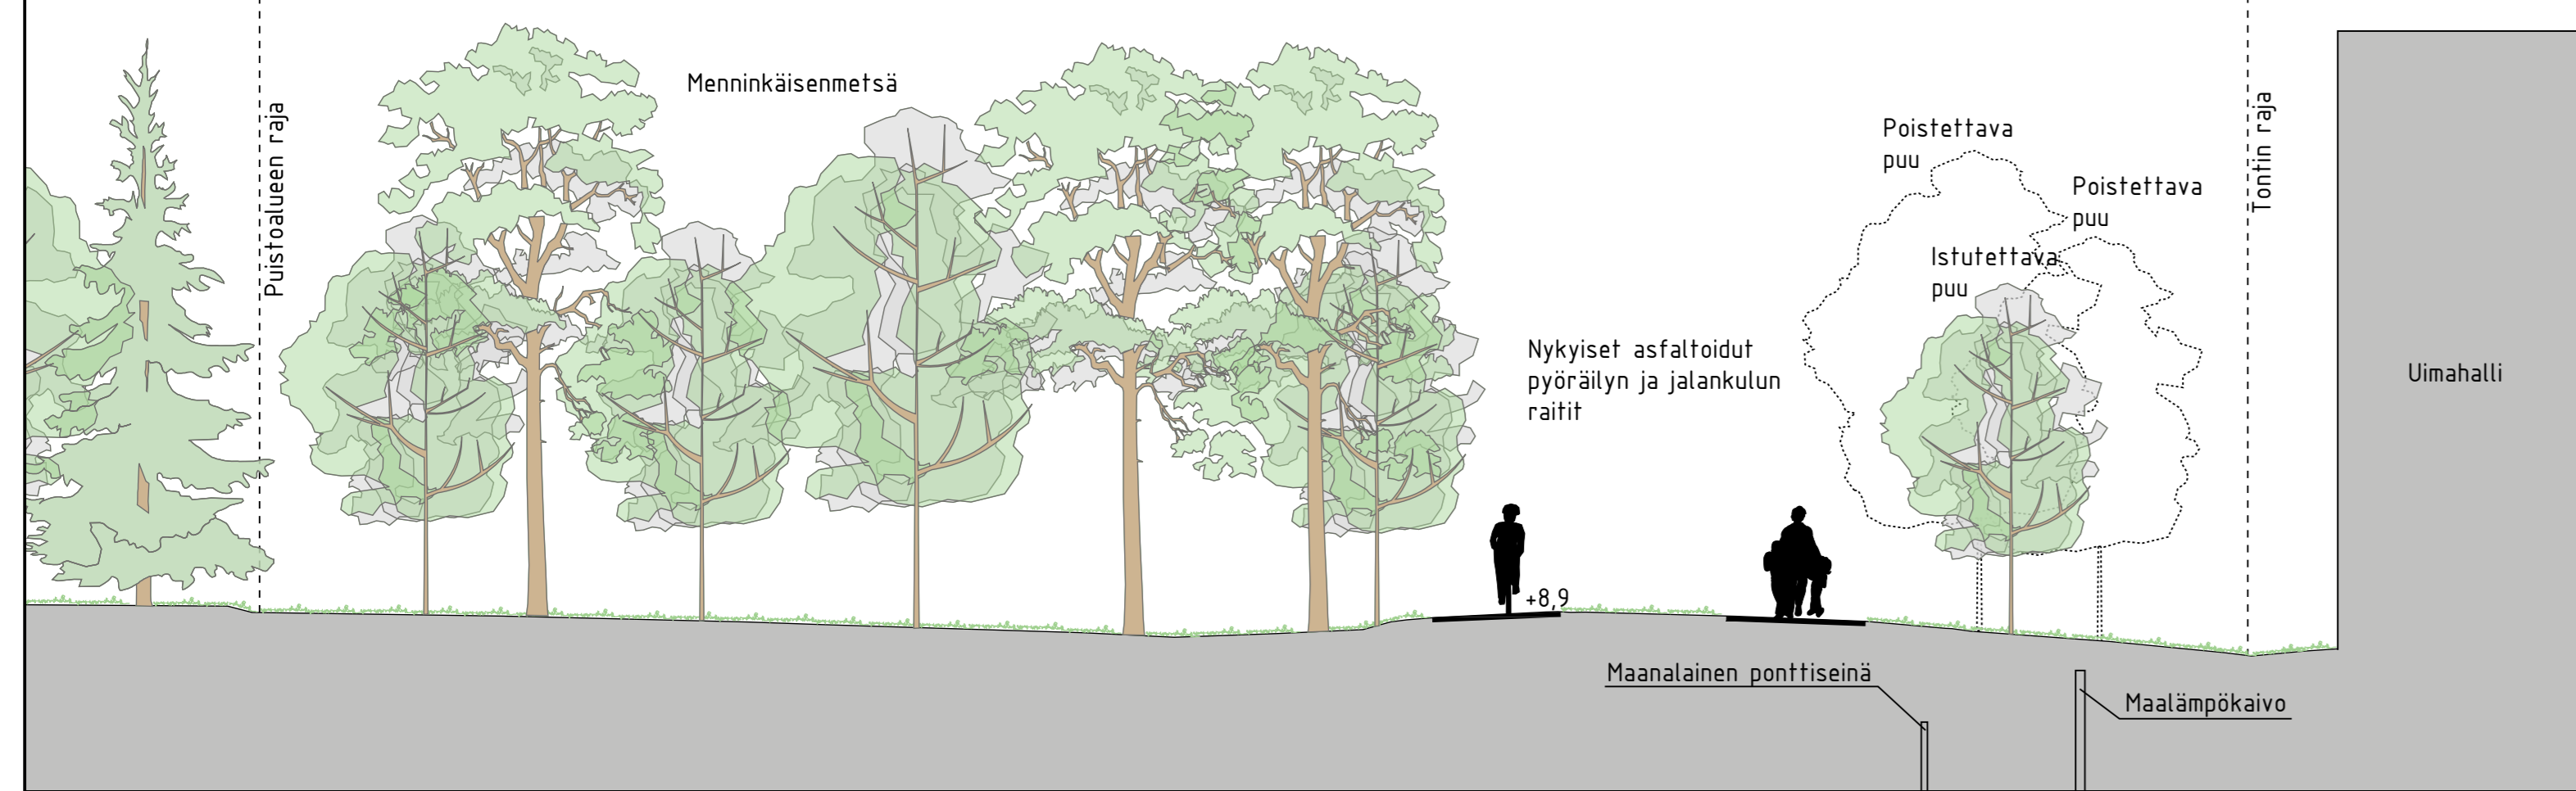 Puistoalueen raja
Menninkäisenmetsä
Nykyiset asfaltoidut
pyöräilyn ja jalankulun
raitit
+8,9
Poistettava
puu
Poistettava
puu
Istutettava
puu
Tontin raja
Uimahalli
Maanalainen ponttiseinä
Maalämpökaivo